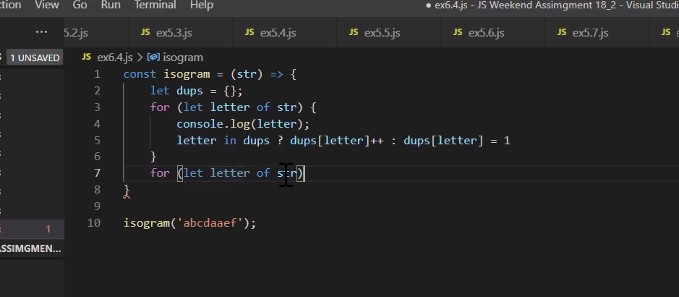 ction View Go Run Terminal Help ● ex6.4.js - JS Weekend Assimgment 18_2 - Visual Studi
... 5.2.js JS ex5.3.js JS ex5.4.js JS ex5.5.js JS ex5.6.js JS ex5.7.js JS
1 UNSAVED JS ex6.4.js > isogram
1 const isogram = (str) => {
2 let dups = {};
3 for (let letter of str) {
4 console.log(letter);
5 letter in dups ? dups[letter]++ : dups[letter] = 1
6 }
7 for (let letter of str)
8 }
9
10 isogram('abcdaaef');
1
SSIMGMEN...